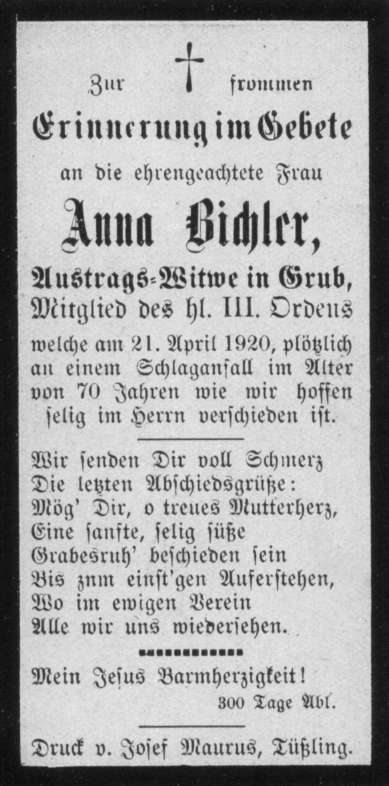 Zur frommen
Erinnerung im Gebete
an die ehrengeachtete Frau
Anna Bichler,
Austrags-Witwe in Grub,
Mitglied des hl. III. Ordens
welche am 21. April 1920, plötzlich
an einem Schlaganfall im Alter
von 70 Jahren wie wir hoffen
selig im Herrn verschieden ist.
Wir senden Dir voll Schmerz
Die letzten Abschiedsgrüße:
Mög' Dir, o treues Mutterherz,
Eine sanfte, selig süße
Grabesruh' beschieden sein
Bis znm einst'gen Auferstehen,
Wo im ewigen Verein
Alle wir uns wiedersehen.
Mein Jesus Barmherzigkeit!
300 Tage Abl.
Druck v. Josef Maurus, Tüßling.